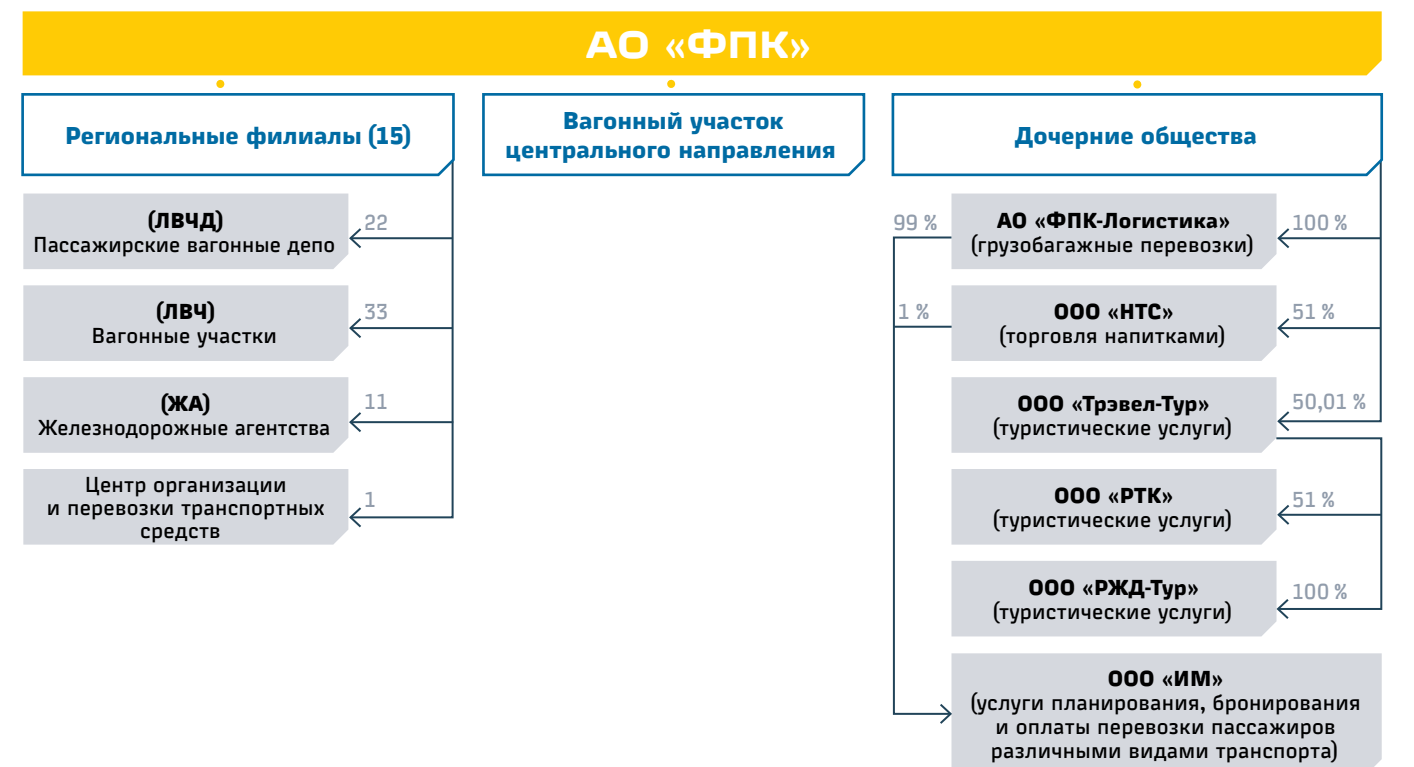 АО «ФПК»
Региональные филиалы (15)
(ЛВЧД)
Пассажирские вагонные депо
22
(ЛВЧ)
Вагонные участки
33
(ЖА)
Железнодорожные агентства
11
Центр организации
и перевозки транспортных
средств
1
Вагонный участок
центрального направления
Дочерние общества
99 %
АО «ФПК-Логистика»
(грузобагажные перевозки)
100 %
1 %
ООО «НТС»
(торговля напитками)
51 %
ООО «Трэвел-Тур»
(туристические услуги)
50,01 %
ООО «РТК»
(туристические услуги)
51 %
ООО «РЖД-Тур»
(туристические услуги)
100 %
ООО «ИМ»
(услуги планирования, бронирования
и оплаты перевозки пассажиров
различными видами транспорта)